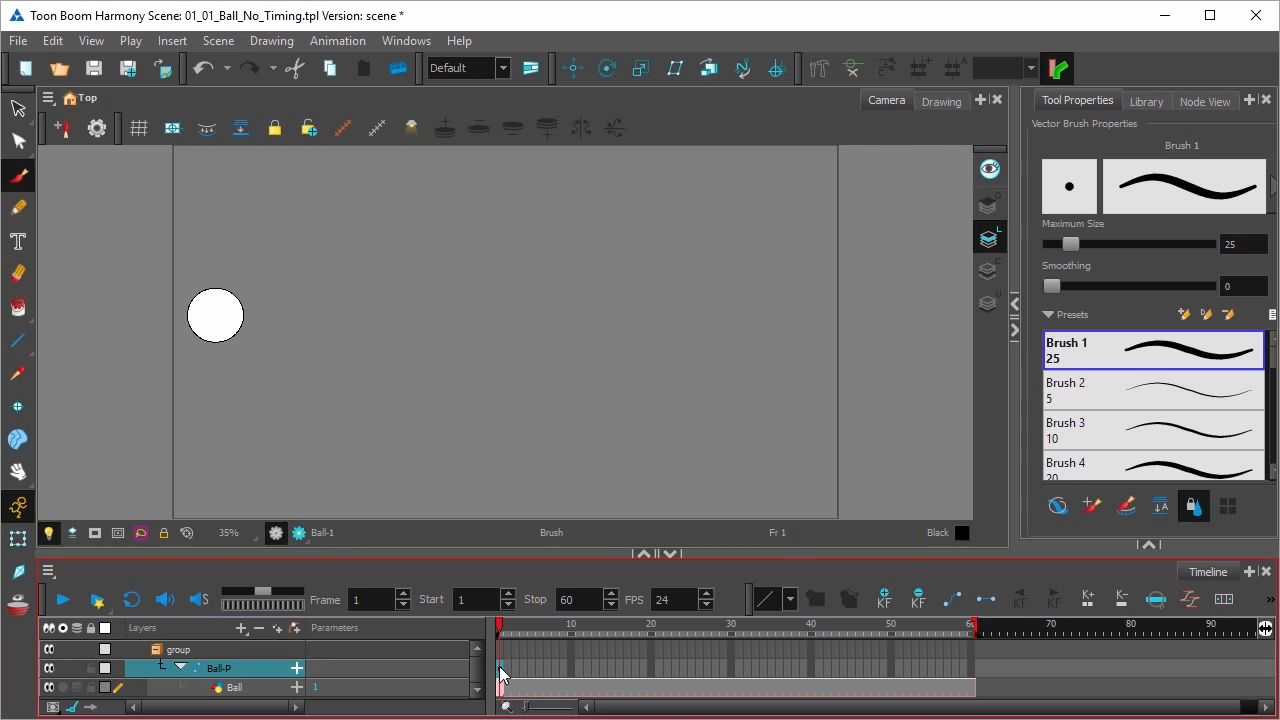 Toon Boom Harmony Scene: 01_01_Ball_No_Timing.tpl Version: scene *
File Edit View Play Insert Scene Drawing Animation Windows Help
Default
Top
Camera Drawing
Tool Properties Library Node View
Vector Brush Properties
Brush 1
Maximum Size
25
Smoothing
0
Presets
Brush 1
25
Brush 2
5
Brush 3
10
Brush 4
20
35% Ball-1 Brush Fr 1 Black
Timeline
Frame 1 Start 1 Stop 60 FPS 24
KF KF KF KF K+ K-
Layers Parameters 10 20 30 40 50 60 70 80 90
group
Ball-P
Ball 1